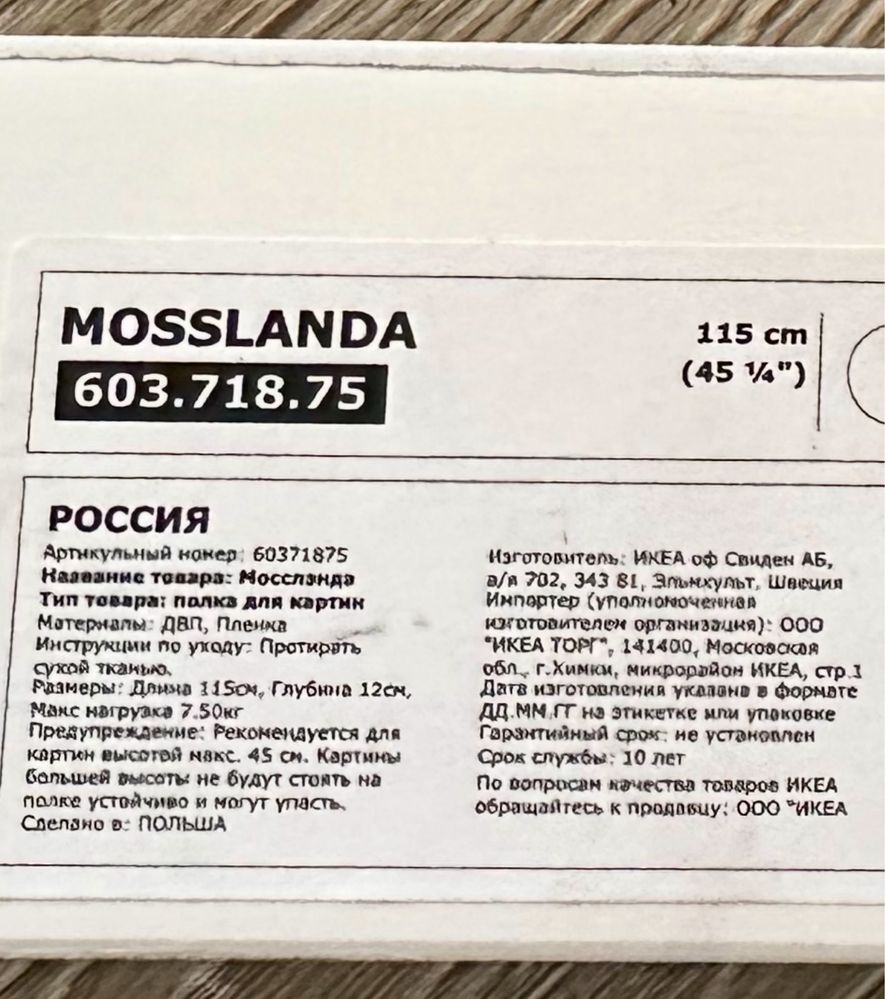 MOSSLANDA
603.718.75
115 cm
(45 ¼")
РОССИЯ
Артикульный номер: 60371875
Название товара: Моссланда
Тип товара: полка для картин
Материалы: ДВП, Пленка
Инструкции по уходу: Протирать
сухой тканью.
Размеры: Длина 115см, Глубина 12см,
Макс нагрузка 7.50кг
Предупреждение: Рекомендуется для
картин высотой макс. 45 см. Картины
большей высоты не будут стоять на
полке устойчиво и могут упасть.
Сделано в: ПОЛЬША
Изготовитель: ИКЕА оф Свиден АБ,
а/я 702, 343 81, Эльмхульт, Швеция
Импортер (уполномоченная
изготовителем организация): ООО
"ИКЕА ТОРГ", 141400, Московская
обл., г.Химки, микрорайон ИКЕА, стр.1
Дата изготовления указана в формате
ДД.ММ.ГГ на этикетке или упаковке
Гарантийный срок: не установлен
Срок службы: 10 лет
По вопросам качества товаров ИКЕА
обращайтесь к продавцу: ООО "ИКЕА